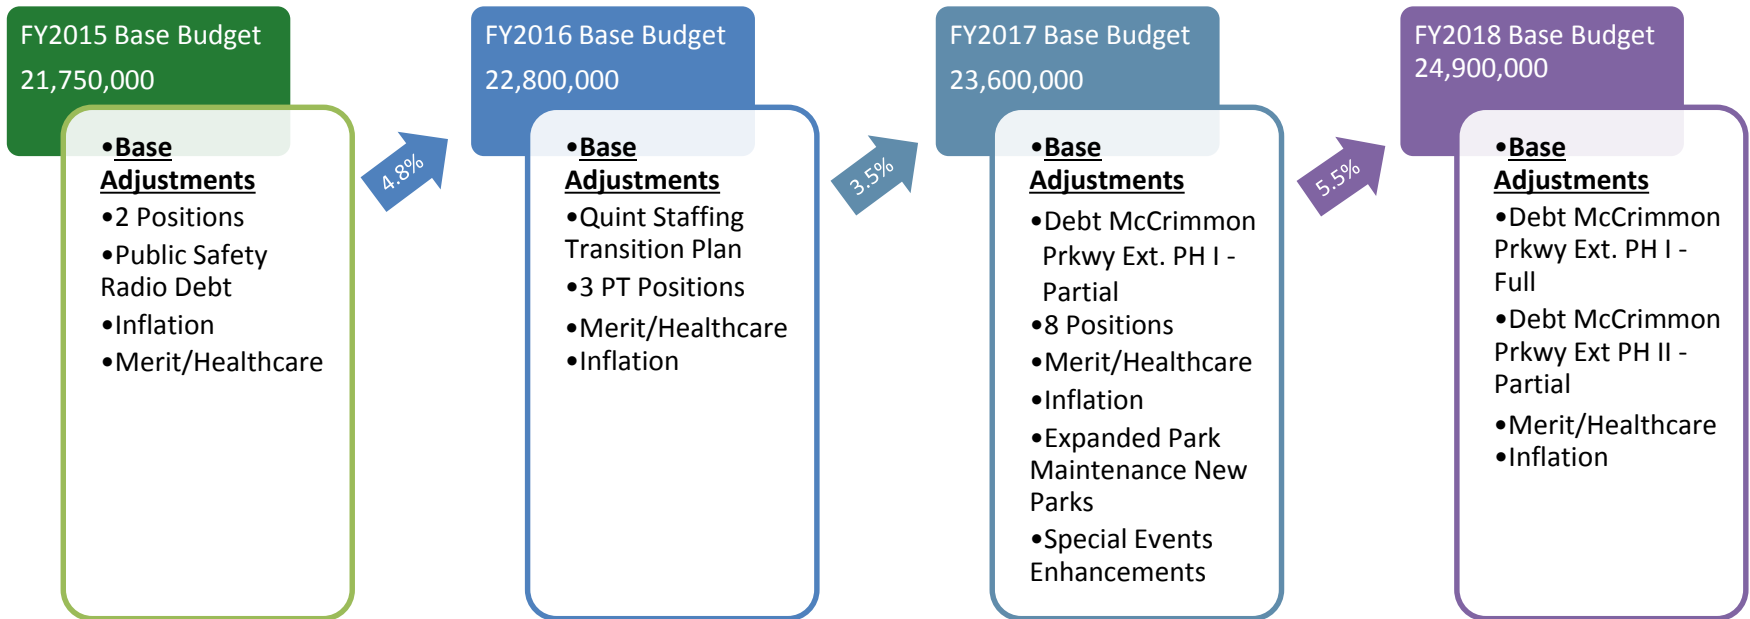 FY2015 Base Budget
21,750,000
•Base
Adjustments
•2 Positions
•Public Safety
Radio Debt
•Inflation
•Merit/Healthcare
4.8%
FY2016 Base Budget
22,800,000
•Base
Adjustments
•Quint Staffing
Transition Plan
•3 PT Positions
•Merit/Healthcare
•Inflation
3.5%
FY2017 Base Budget
23,600,000
•Base
Adjustments
•Debt McCrimmon
Prkwy Ext. PH I -
Partial
•8 Positions
•Merit/Healthcare
•Inflation
•Expanded Park
Maintenance New
Parks
•Special Events
Enhancements
5.5%
FY2018 Base Budget
24,900,000
•Base
Adjustments
•Debt McCrimmon
Prkwy Ext. PH I -
Full
•Debt McCrimmon
Prkwy Ext PH II -
Partial
•Merit/Healthcare
•Inflation